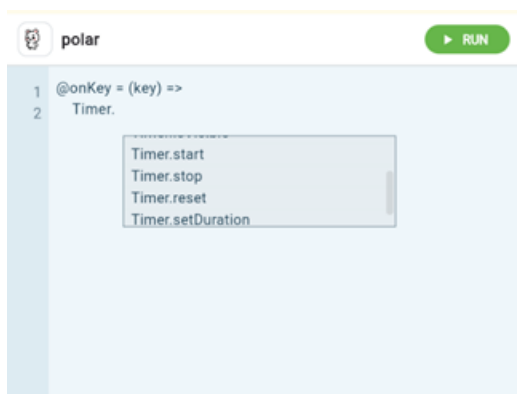 polar
RUN
1 @onKey = (key) =>
2 Timer.
Timer.start
Timer.stop
Timer.reset
Timer.setDuration